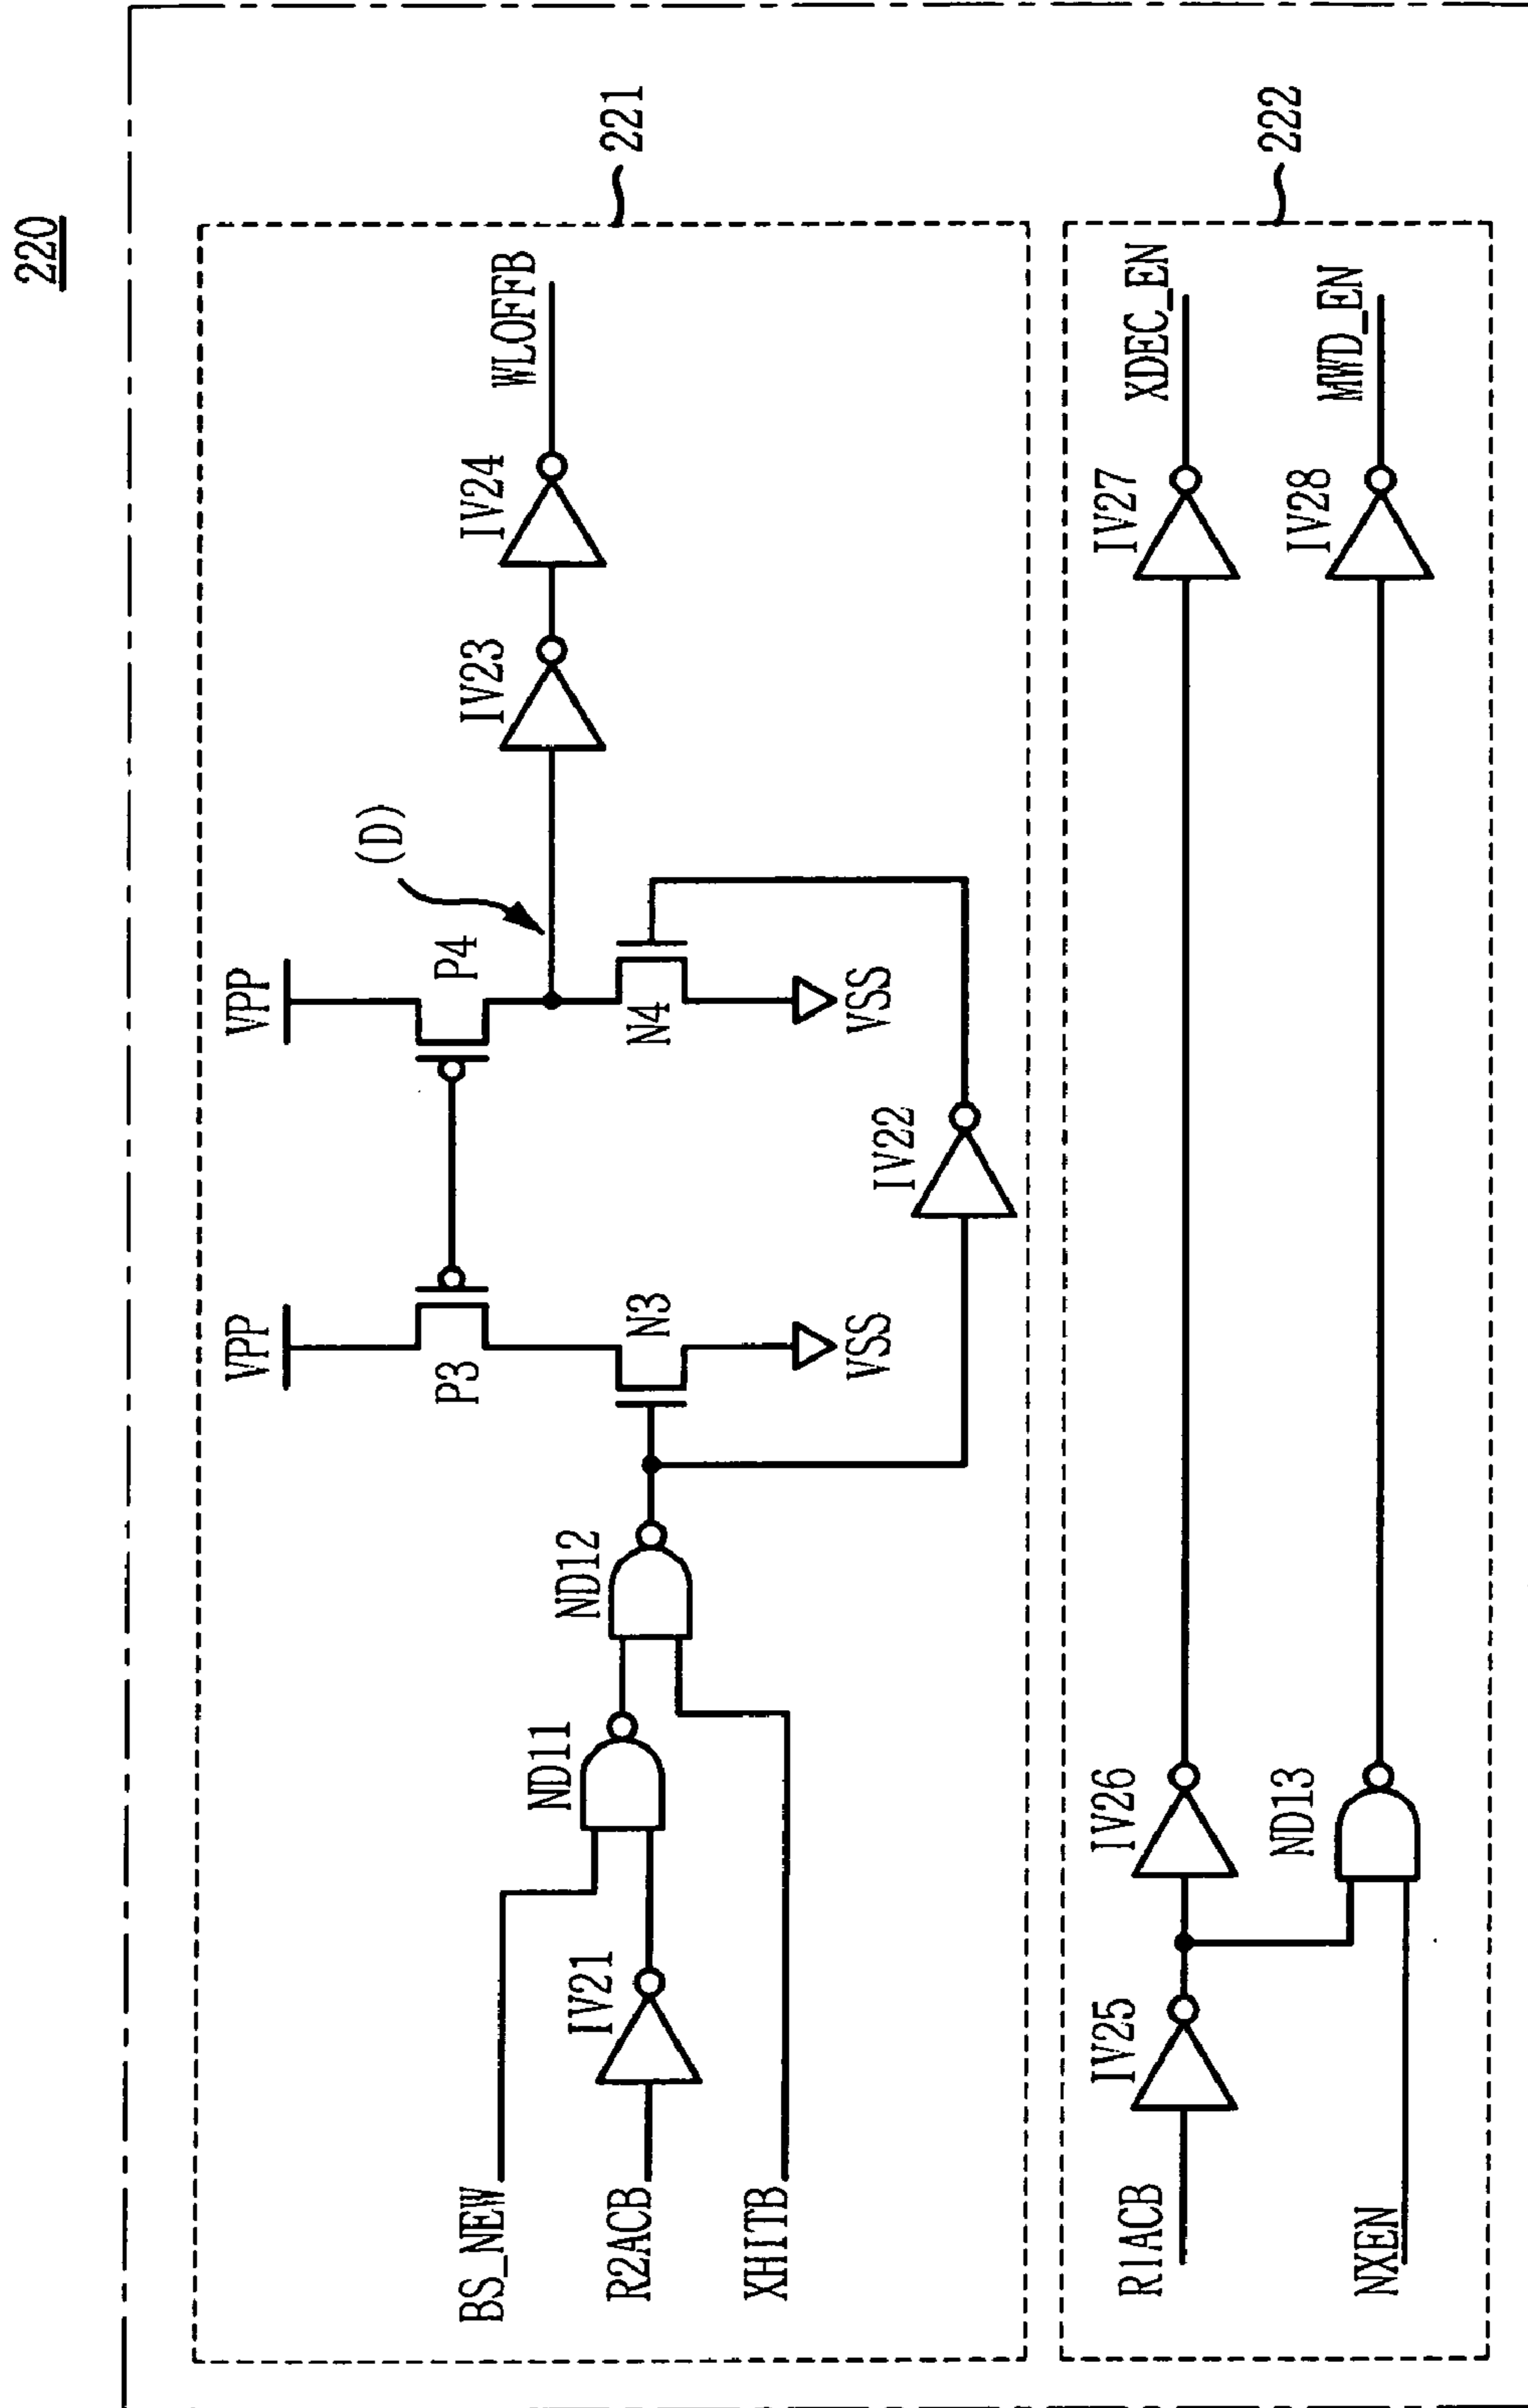 220
221
BS_NEW
R2ACB
XHITB
IV21
ND11
ND12
VPP
P3
N3
VSS
VPP
P4
N4
VSS
(D)
IV22
IV23
IV24
WLOFFB
222
R1ACB
NXEN
IV25
IV26
ND13
IV27
IV28
XDEC_EN
MWD_EN